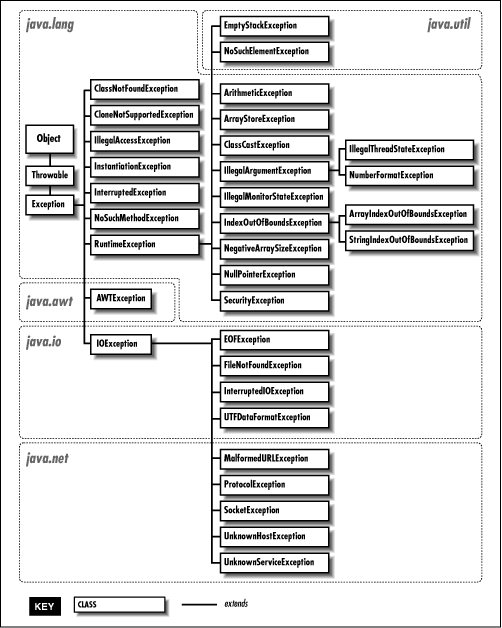 java.lang
EmptyStackException
java.util
NoSuchElementException
ClassNotFoundException
ArithmeticException
CloneNotSupportedException
ArrayStoreException
Object
IllegalAccessException
ClassCastException
IllegalThreadStateException
Throwable
InstantiationException
IllegalArgumentException
NumberFormatException
Exception
InterruptedException
IllegalMonitorStateException
NoSuchMethodException
IndexOutOfBoundsException
ArrayIndexOutOfBoundsException
RuntimeException
NegativeArraySizeException
StringIndexOutOfBoundsException
NullPointerException
java.awt
AWTException
SecurityException
java.io
IOException
EOFException
FileNotFoundException
InterruptedIOException
UTFDataFormatException
java.net
MalformedURLException
ProtocolException
SocketException
UnknownHostException
UnknownServiceException
KEY
CLASS
extends